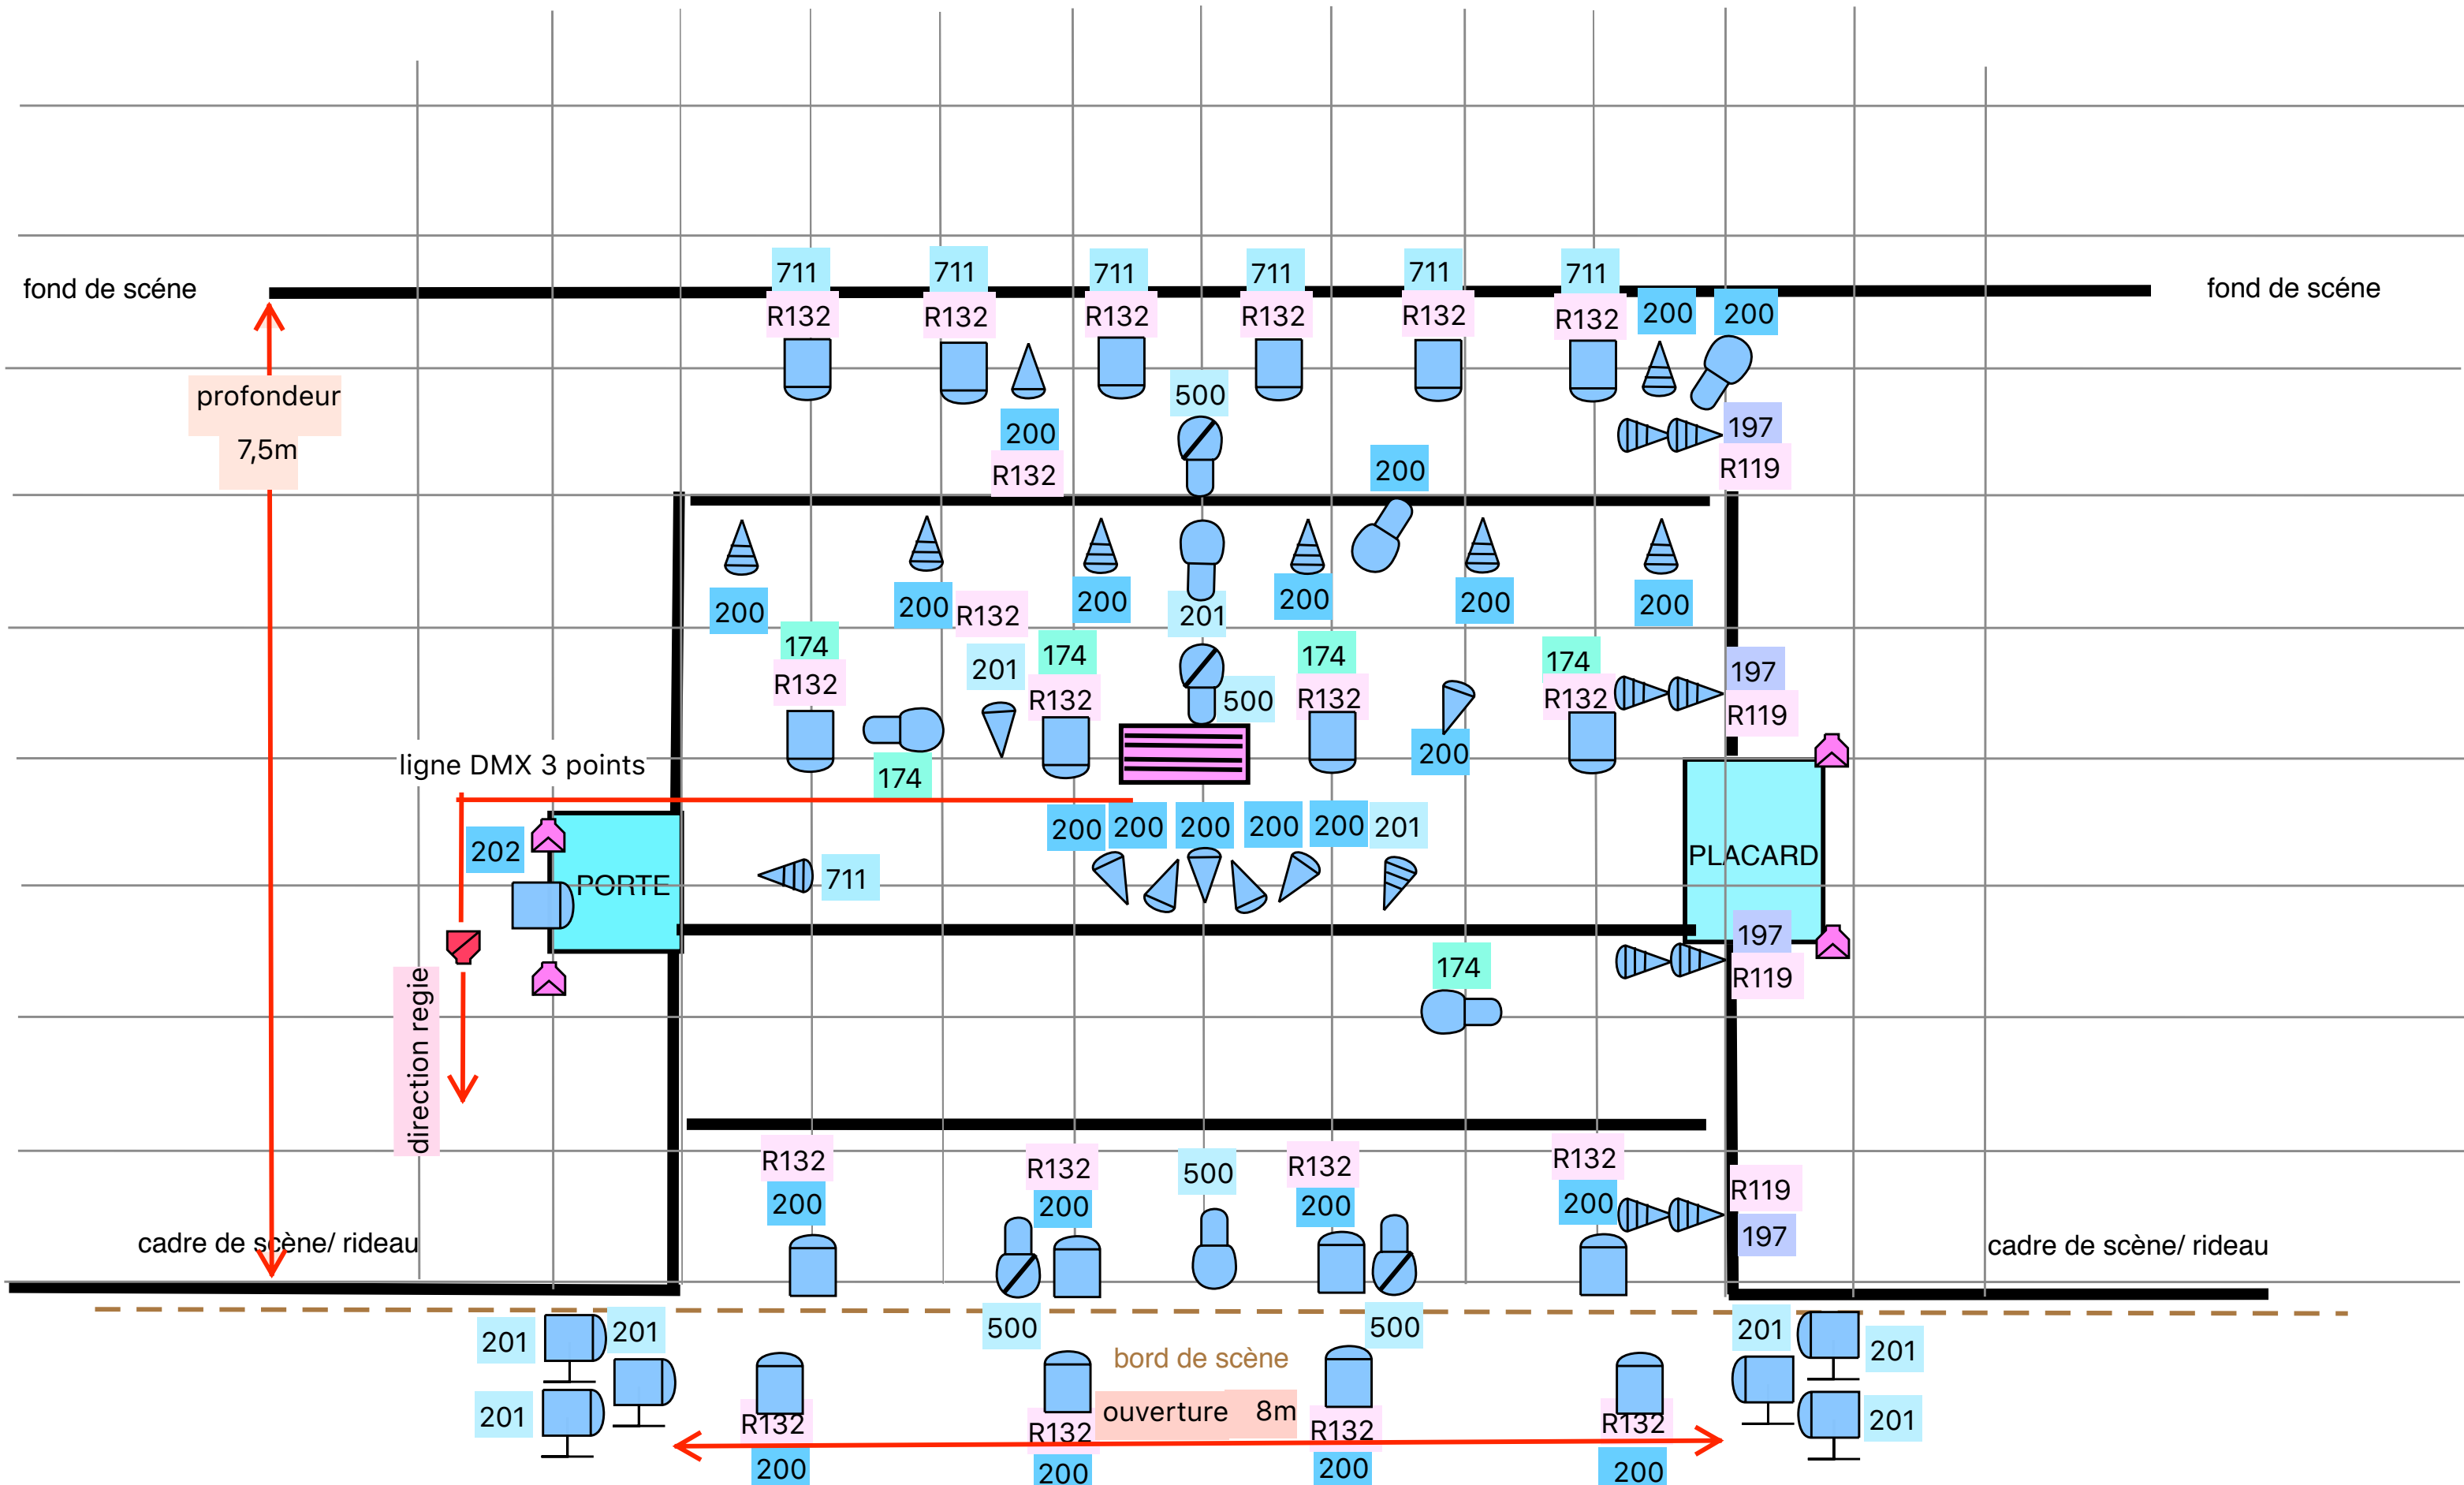 711 711 711 711 711 711
fond de scéne fond de scéne
R132 R132 R132 R132 R132 R132 200 200
profondeur
7,5m
500
200 197
R132 200 R119
200 200 200 200 200 200
R132 201
174 174 174 174
R132 201 R132 R132 R132 197
500 R119
ligne DMX 3 points
174 200
200 200 200 200 200 201
202
PORTE 711 PLACARD
197
174 R119
direction regie
R132 R132 500 R132 R132 R119
200 200 200 200 197
cadre de scène/ rideau cadre de scène/ rideau
201 201 500 500 201 201
bord de scène
201 ouverture 8m 201
R132 R132 R132 R132
200 200 200 200